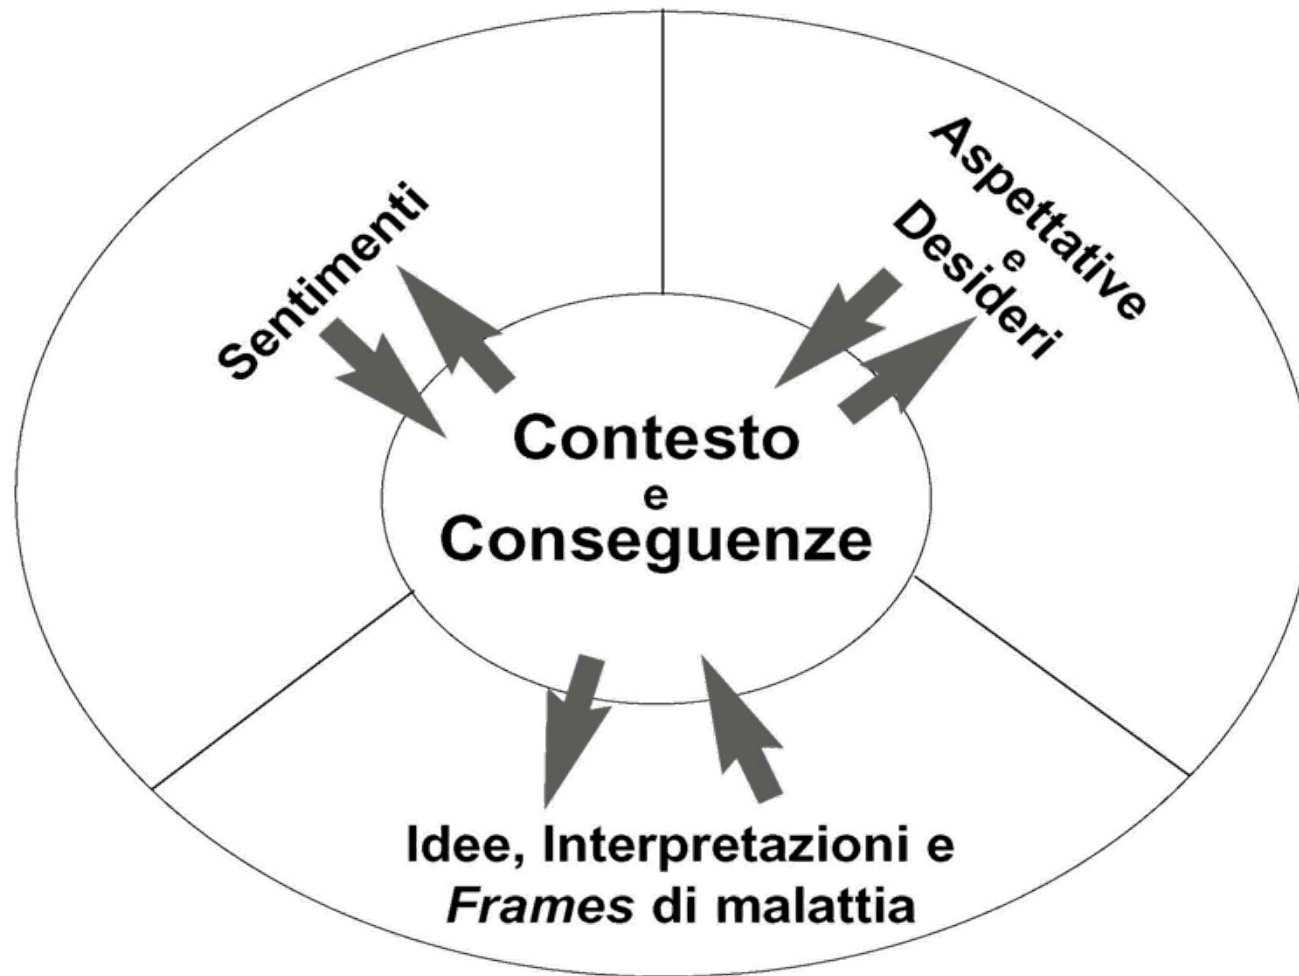 Sentimenti
Aspettative
e
Desideri
Contesto
e
Conseguenze
Idee, Interpretazioni e
Frames di malattia